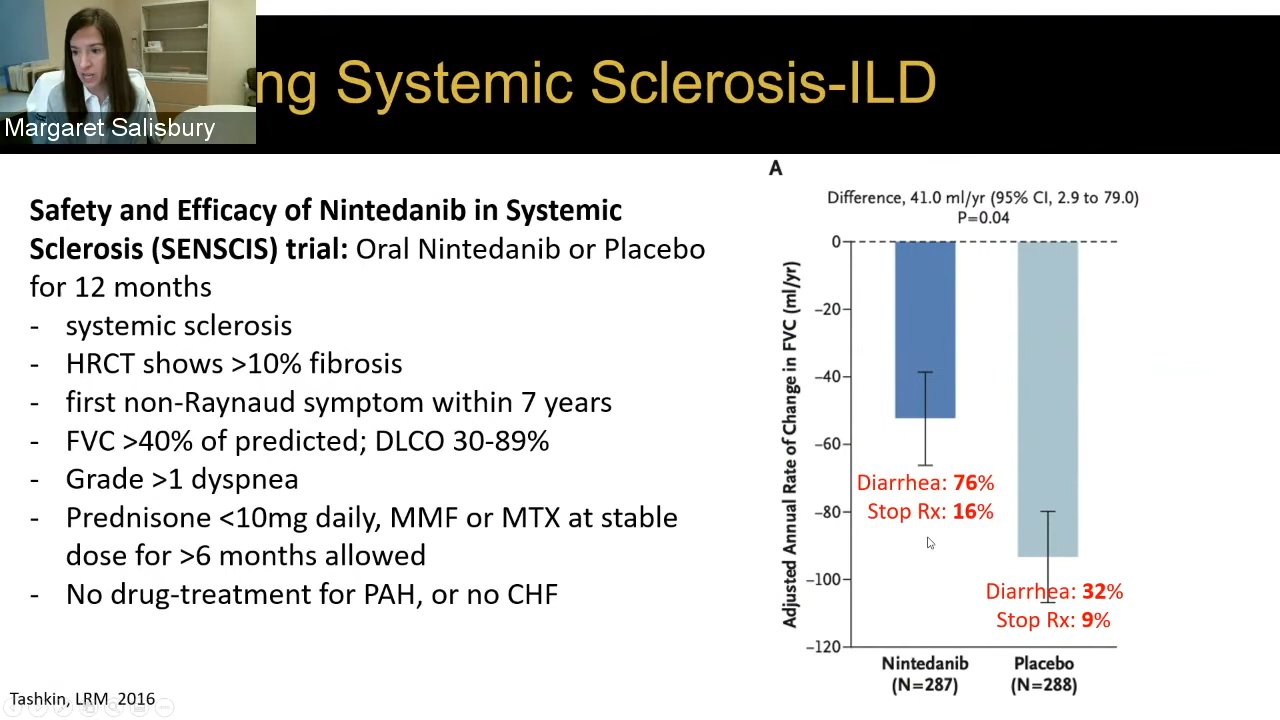 ng Systemic Sclerosis-ILD
Margaret Salisbury
Safety and Efficacy of Nintedanib in Systemic
Sclerosis (SENSCIS) trial: Oral Nintedanib or Placebo
for 12 months
- systemic sclerosis
- HRCT shows >10% fibrosis
- first non-Raynaud symptom within 7 years
- FVC >40% of predicted; DLCO 30-89%
- Grade >1 dyspnea
- Prednisone <10mg daily, MMF or MTX at stable
dose for >6 months allowed
- No drug-treatment for PAH, or no CHF
Tashkin, LRM 2016
A
Difference, 41.0 ml/yr (95% CI, 2.9 to 79.0)
P=0.04
Adjusted Annual Rate of Change in FVC (ml/yr)
0
−20
−40
−60
−80
−100
−120
Diarrhea: 76%
Stop Rx: 16%
Diarrhea: 32%
Stop Rx: 9%
Nintedanib
(N=287)
Placebo
(N=288)